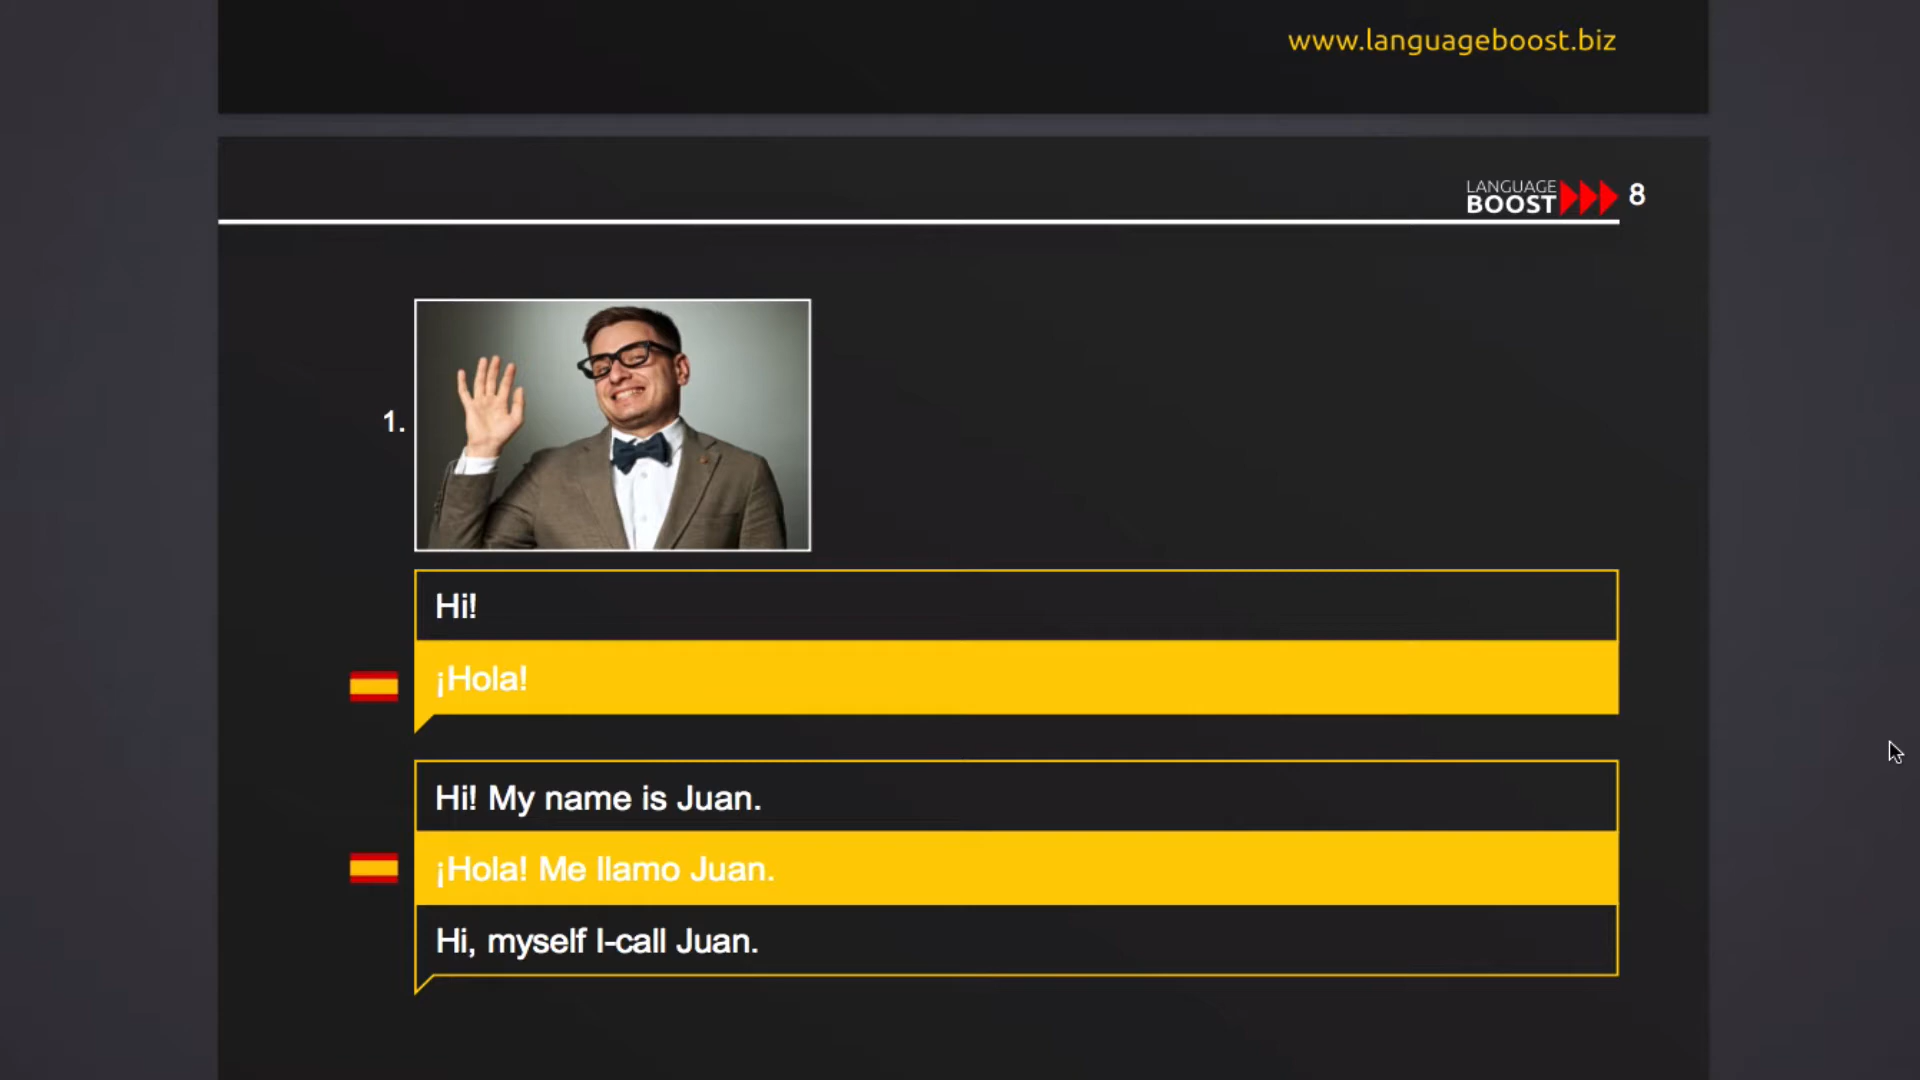 www.languageboost.biz
LANGUAGE
BOOST
8
1.
Hi!
¡Hola!
Hi! My name is Juan.
¡Hola! Me llamo Juan.
Hi, myself I-call Juan.